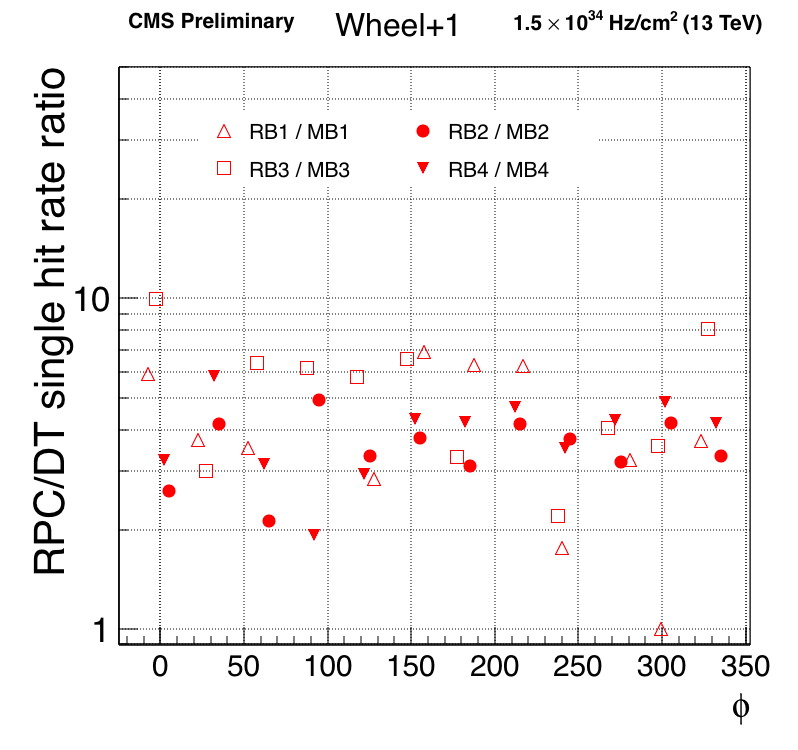 CMS Preliminary Wheel+1 1.5 × 10³⁴ Hz/cm² (13 TeV)
RPC/DT single hit rate ratio
RB1 / MB1 RB2 / MB2
RB3 / MB3 RB4 / MB4
10
1
0 50 100 150 200 250 300 350
ϕ